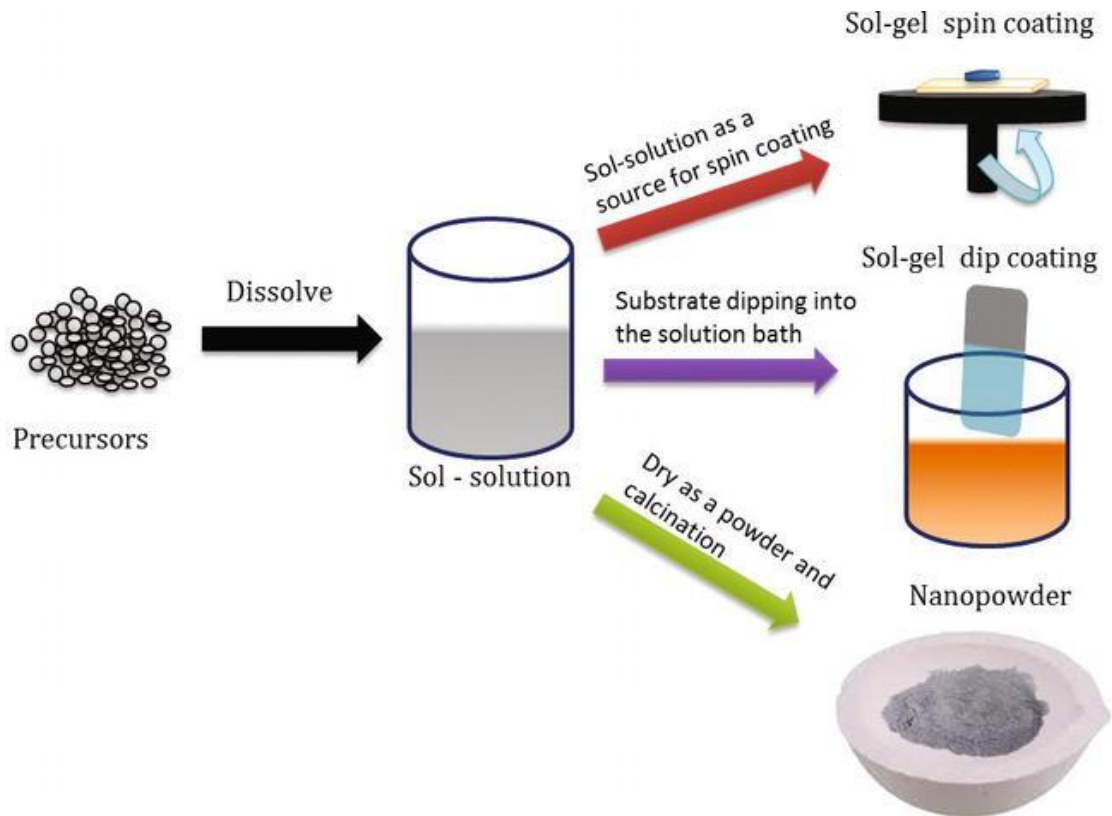 Sol-gel spin coating
Sol-solution as a
source for spin coating
Dissolve
Precursors
Sol - solution
Sol-gel dip coating
Substrate dipping into
the solution bath
Dry as a powder and
calcination
Nanopowder